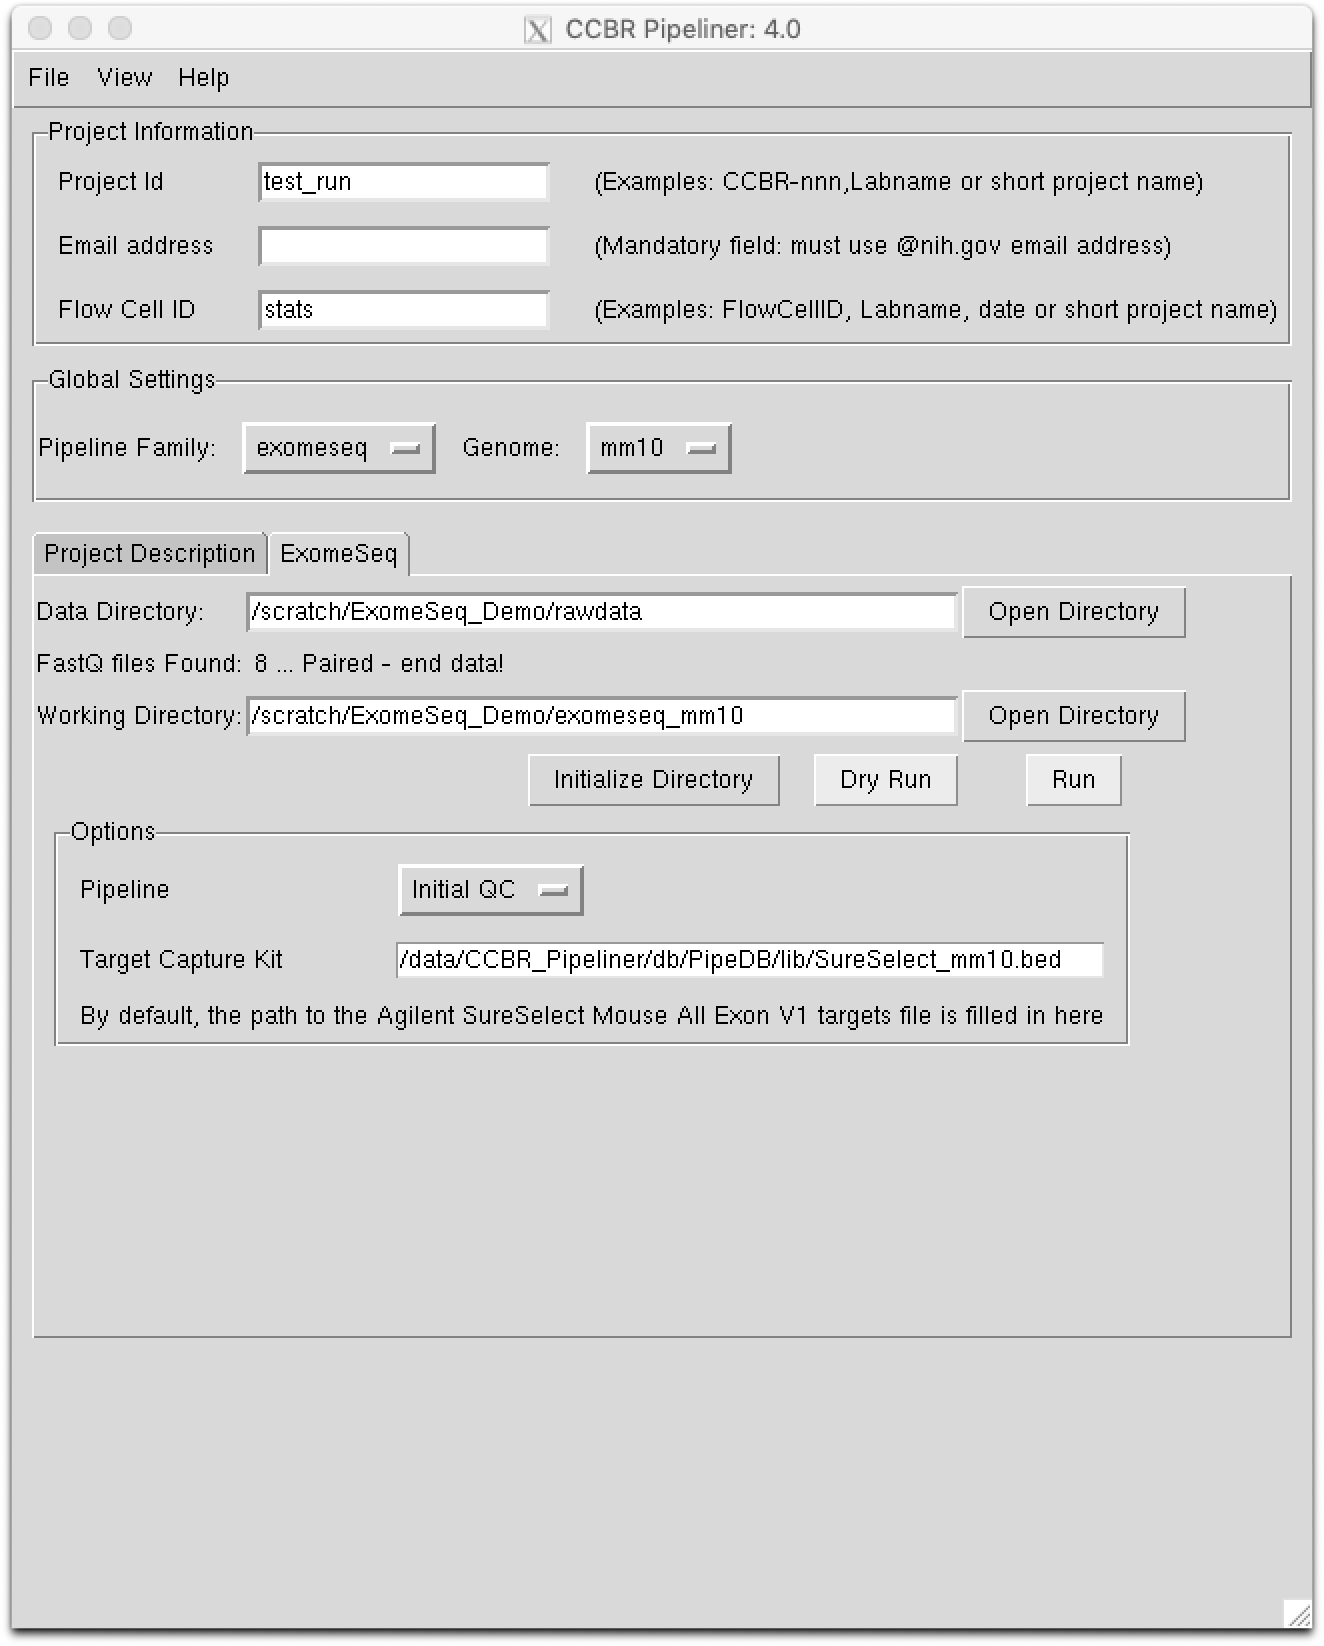 CCBR Pipeliner: 4.0
File View Help
Project Information
Project Id test_run (Examples: CCBR-nnn,Labname or short project name)
Email address (Mandatory field: must use @nih.gov email address)
Flow Cell ID stats (Examples: FlowCellID, Labname, date or short project name)
Global Settings
Pipeline Family: exomeseq Genome: mm10
Project Description ExomeSeq
Data Directory: /scratch/ExomeSeq_Demo/rawdata Open Directory
FastQ files Found: 8 ... Paired - end data!
Working Directory: /scratch/ExomeSeq_Demo/exomeseq_mm10 Open Directory
Initialize Directory Dry Run Run
Options
Pipeline Initial QC
Target Capture Kit /data/CCBR_Pipeliner/db/PipeDB/lib/SureSelect_mm10.bed
By default, the path to the Agilent SureSelect Mouse All Exon V1 targets file is filled in here